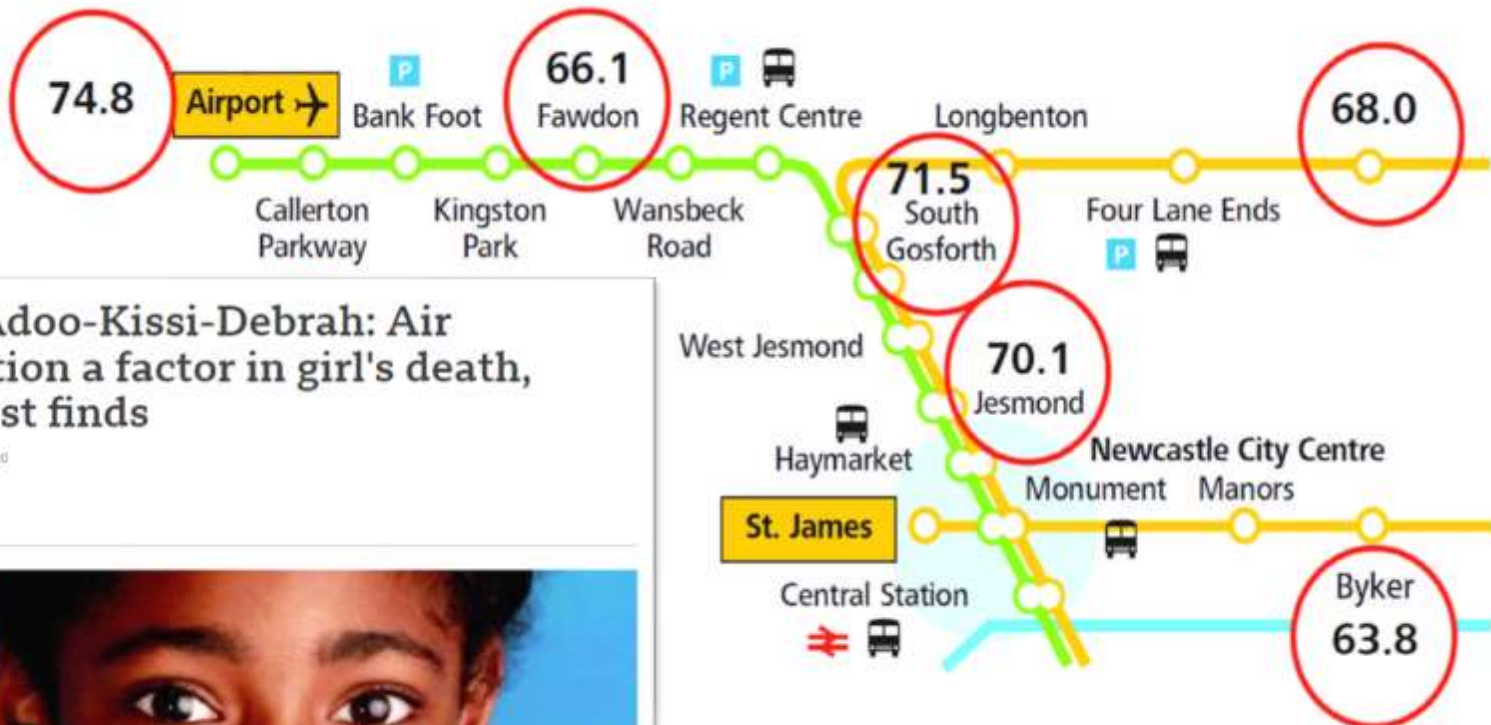 74.8
Airport
P
Bank Foot
66.1
Fawdon
P
Regent Centre
Longbenton
68.0
Callerton
Parkway
Kingston
Park
Wansbeck
Road
71.5
South
Gosforth
Four Lane Ends
P
doo-Kissi-Debrah: Air
tion a factor in girl's death,
st finds
West Jesmond
70.1
Jesmond
Haymarket
Newcastle City Centre
Monument
Manors
St. James
Central Station
Byker
63.8